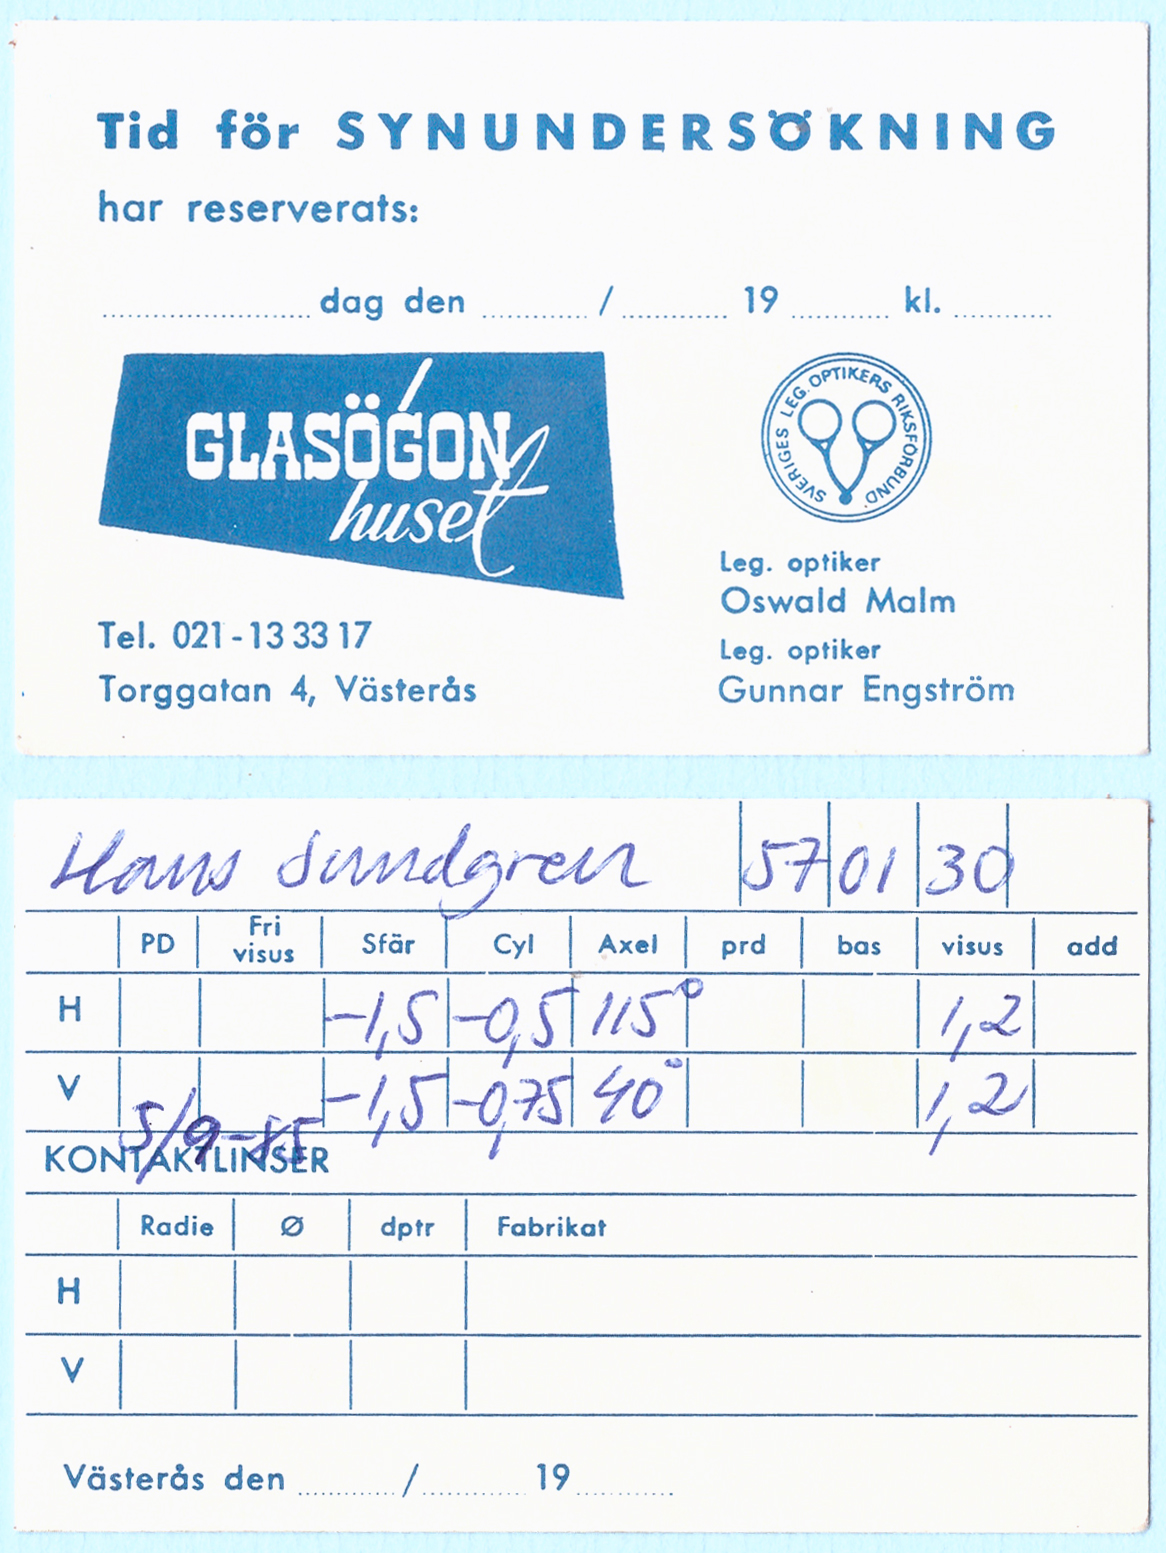 Tid för SYNUNDERSÖKNING
har reserverats:
dag den / 19 kl.
GLASÖGON
huset
SVERIGES LEG. OPTIKERS RIKSFÖRBUND
Leg. optiker
Oswald Malm
Leg. optiker
Gunnar Engström
Tel. 021-13 33 17
Torggatan 4, Västerås
Hans Sundgren 57 01 30
PD Fri visus Sfär Cyl Axel prd bas visus add
H -1,5 -0,5 115° 1,2
V -1,5 -0,75 40° 1,2
5/9-85
KONTAKTLINSER
Radie Ø dptr Fabrikat
H
V
Västerås den / 19